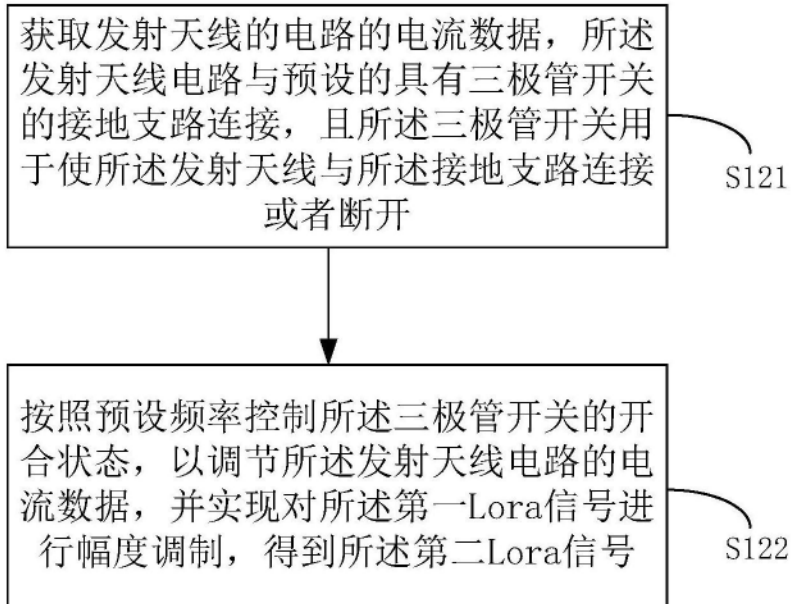 获取发射天线的电路的电流数据，所述
发射天线电路与预设的具有三极管开关
的接地支路连接，且所述三极管开关用
于使所述发射天线与所述接地支路连接
或者断开
S121
按照预设频率控制所述三极管开关的开
合状态，以调节所述发射天线电路的电
流数据，并实现对所述第一Lora信号进
行幅度调制，得到所述第二Lora信号
S122